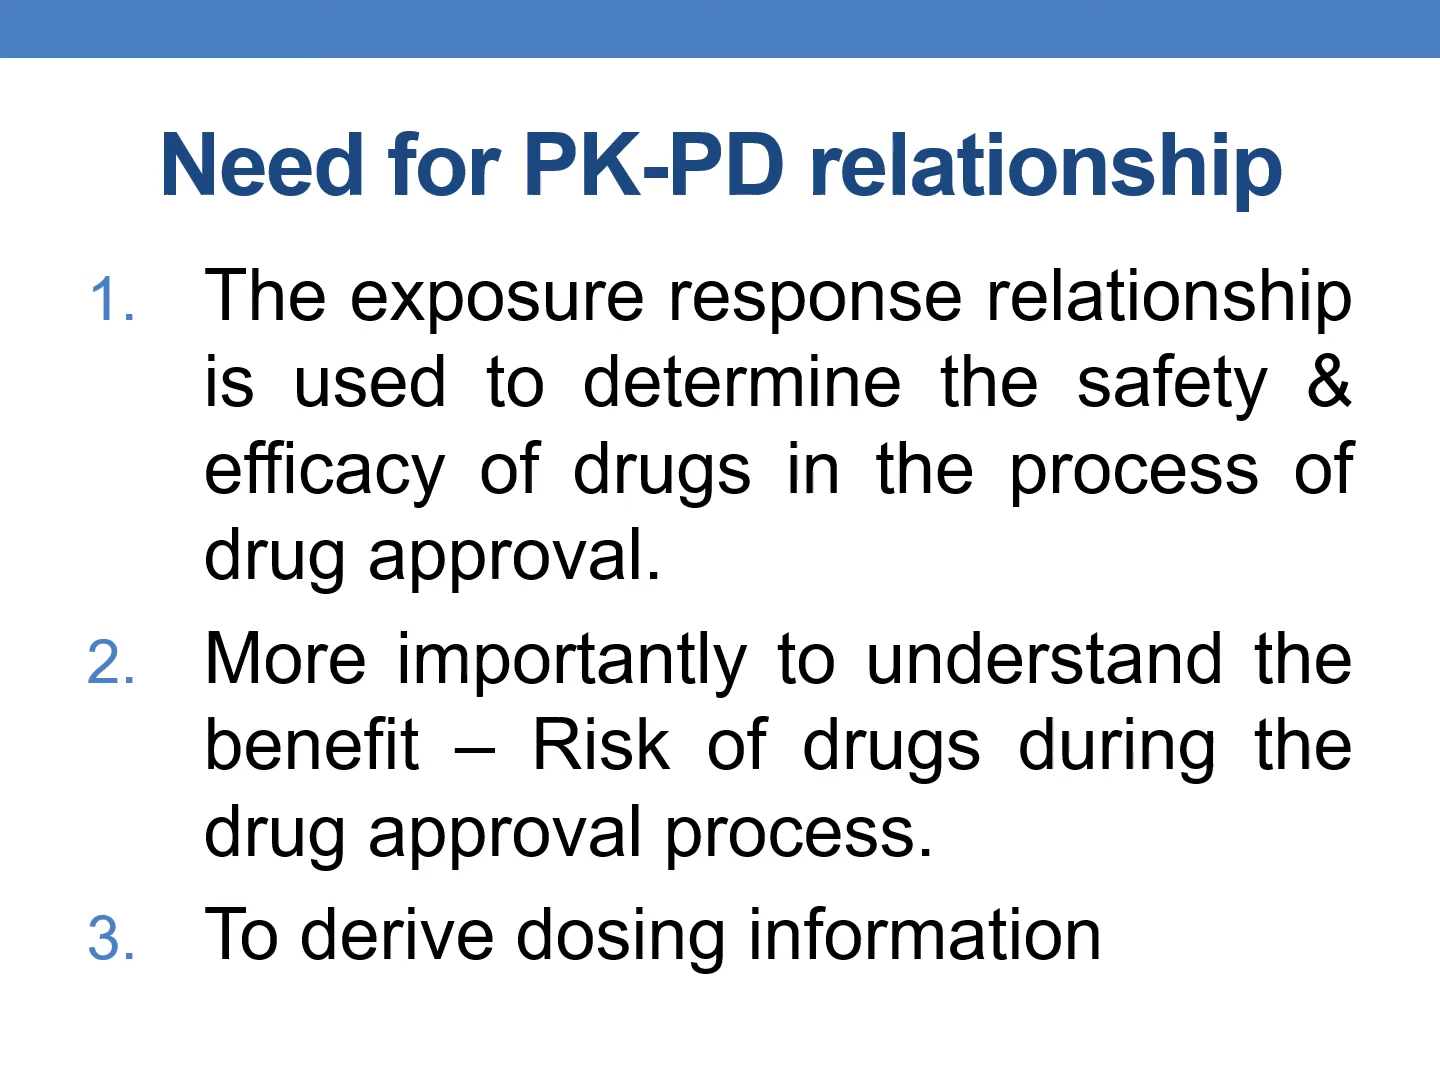 Need for PK-PD relationship
1. The exposure response relationship
is used to determine the safety &
efficacy of drugs in the process of
drug approval.
2. More importantly to understand the
benefit – Risk of drugs during the
drug approval process.
3. To derive dosing information